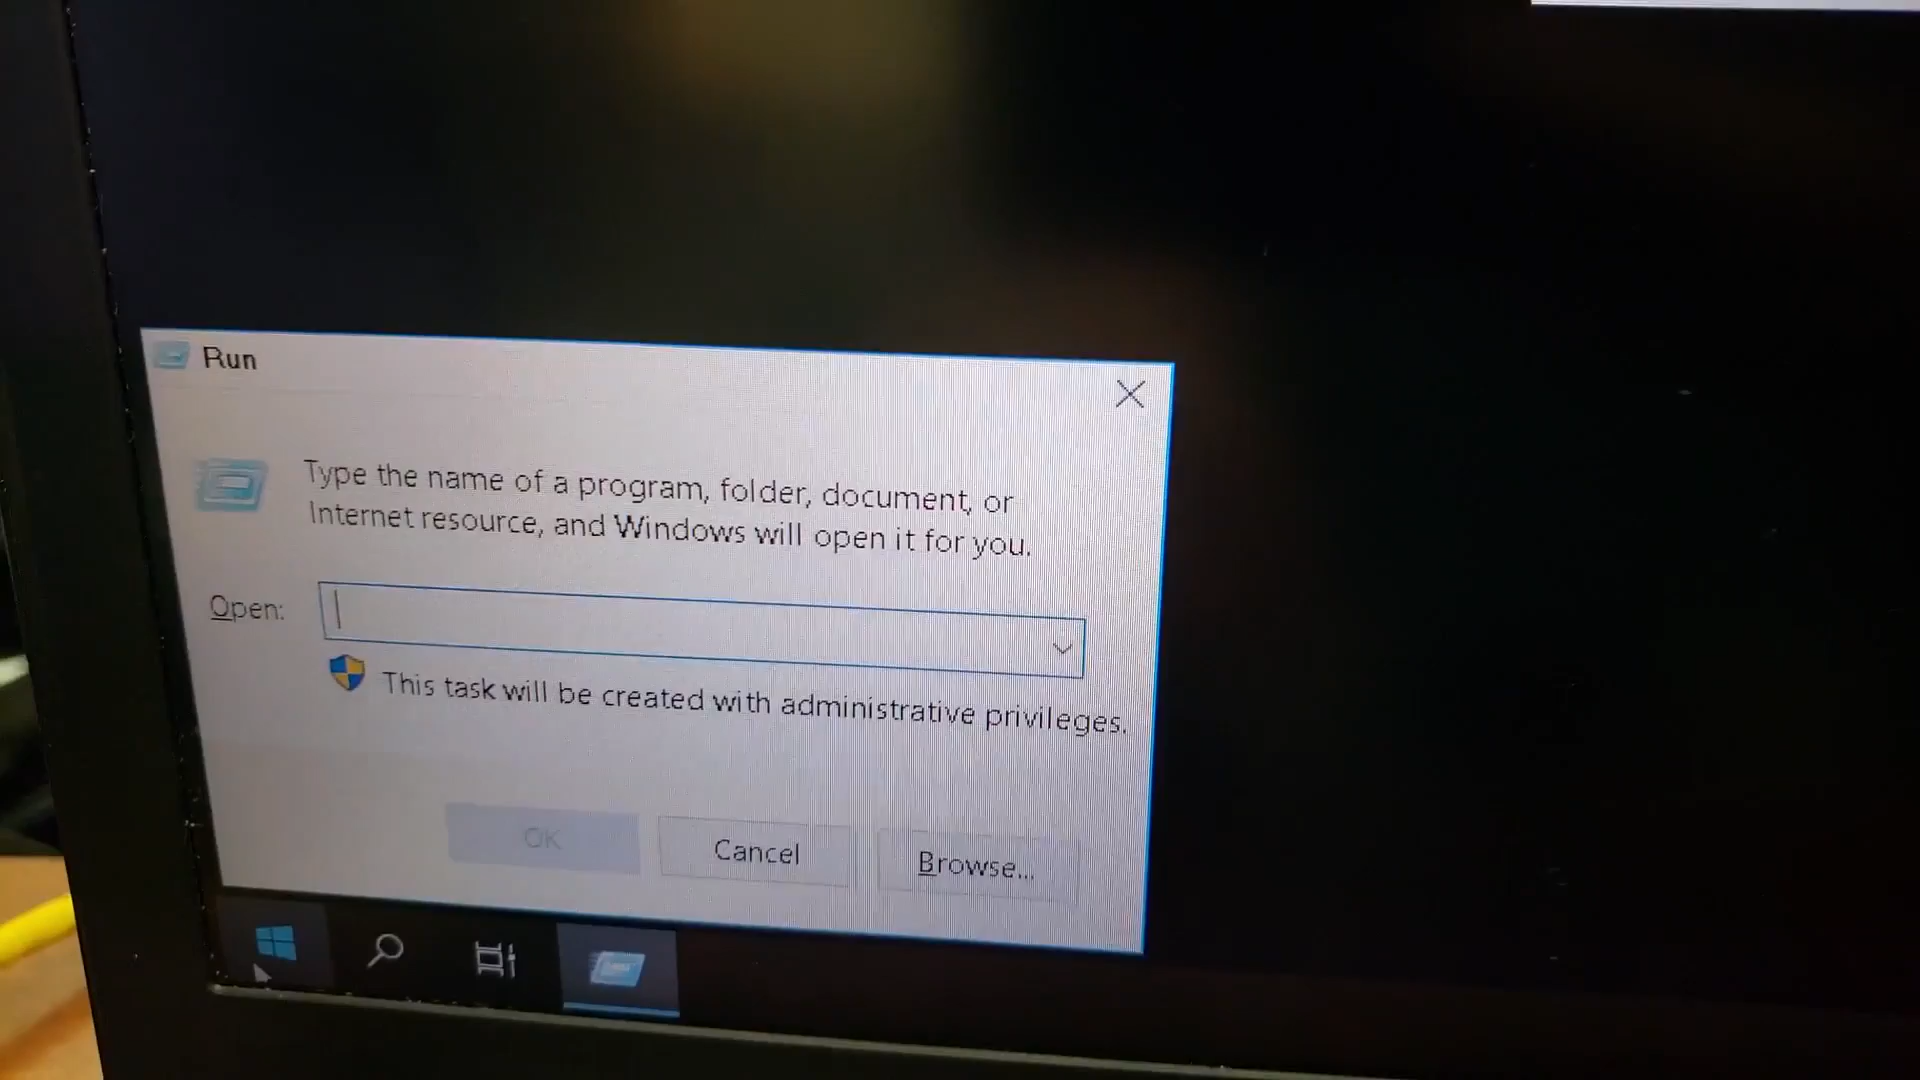 Run
Type the name of a program, folder, document, or
Internet resource, and Windows will open it for you.
Open:
This task will be created with administrative privileges.
OK
Cancel
Browse...